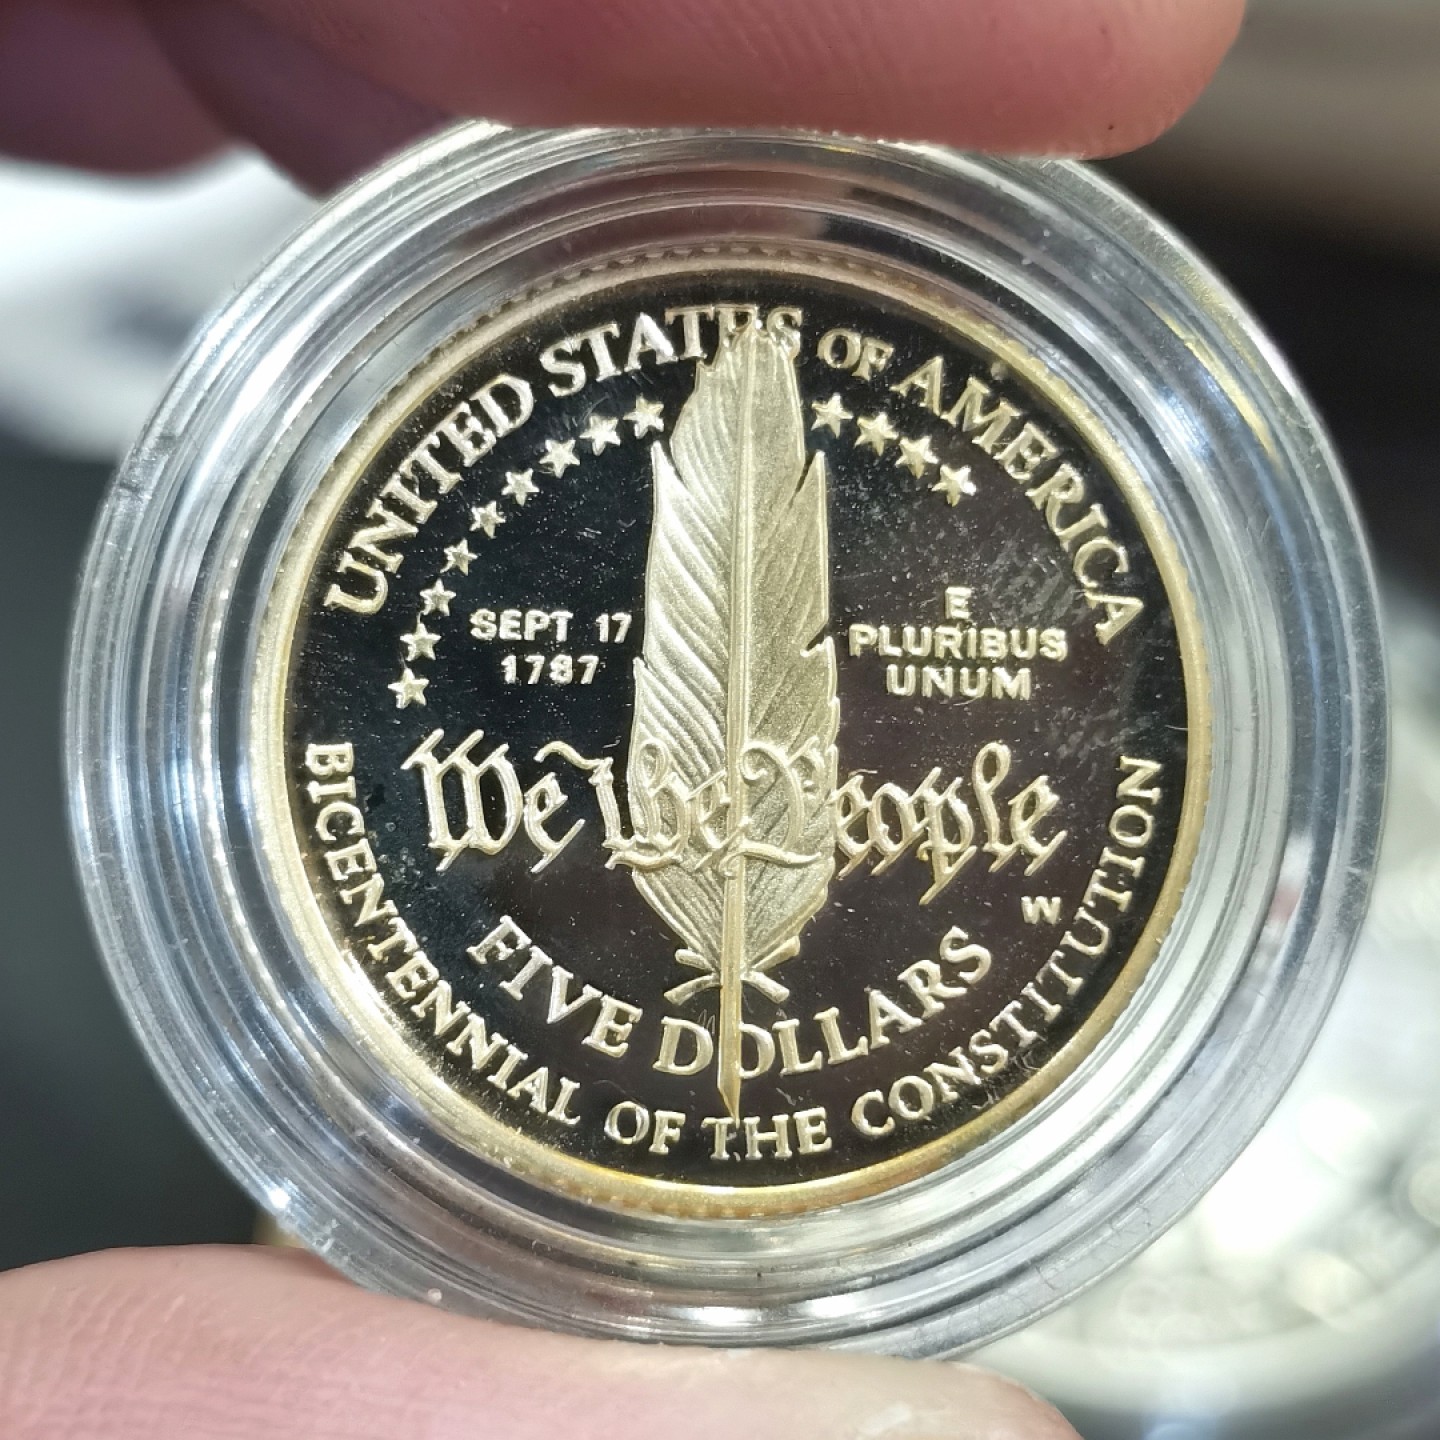 UNITED STATES OF AMERICA
SEPT 17
1787
E
PLURIBUS
UNUM
We the People
W
FIVE DOLLARS
BICENTENNIAL OF THE CONSTITUTION